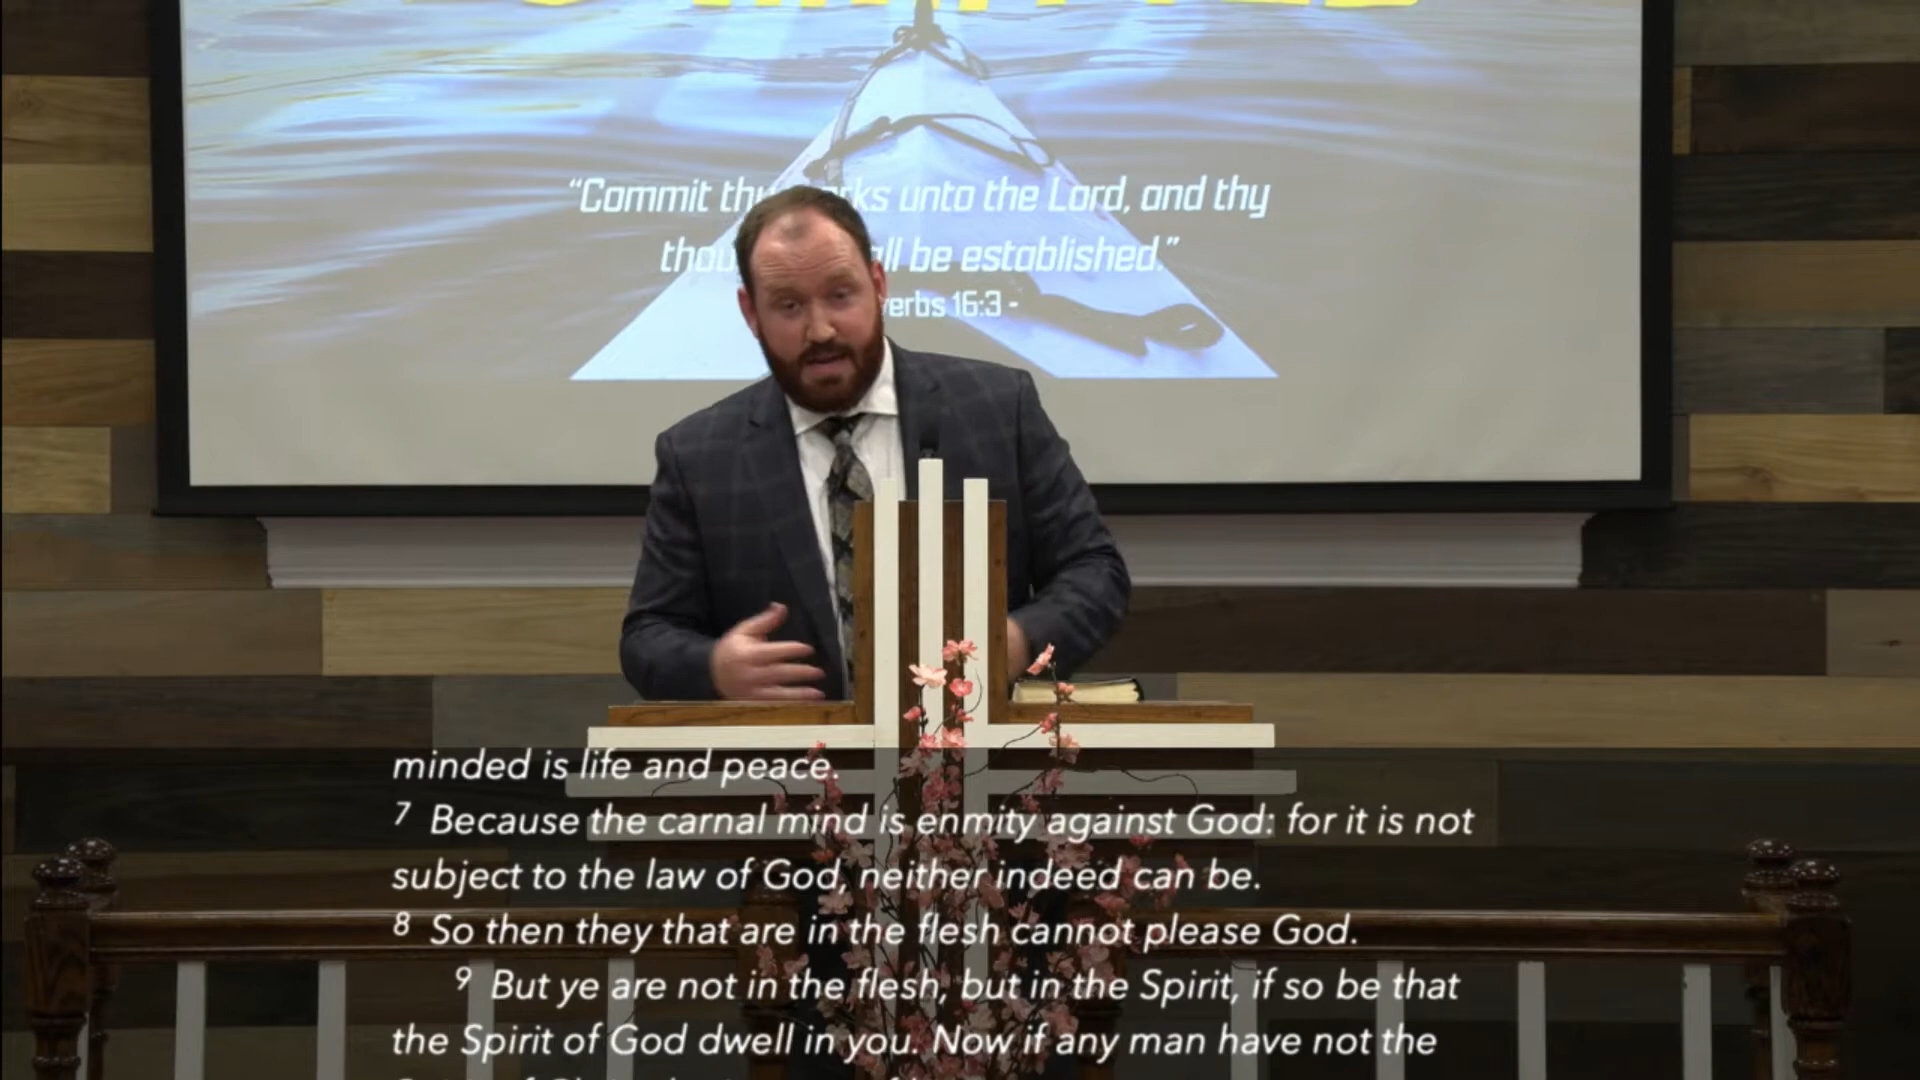 “Commit thy works unto the Lord, and thy
all be established.”
verbs 16:3 -
minded is life and peace.
7 Because the carnal mind is enmity against God: for it is not
subject to the law of God, neither indeed can be.
8 So then they that are in the flesh cannot please God.
9 But ye are not in the flesh, but in the Spirit, if so be that
the Spirit of God dwell in you. Now if any man have not the